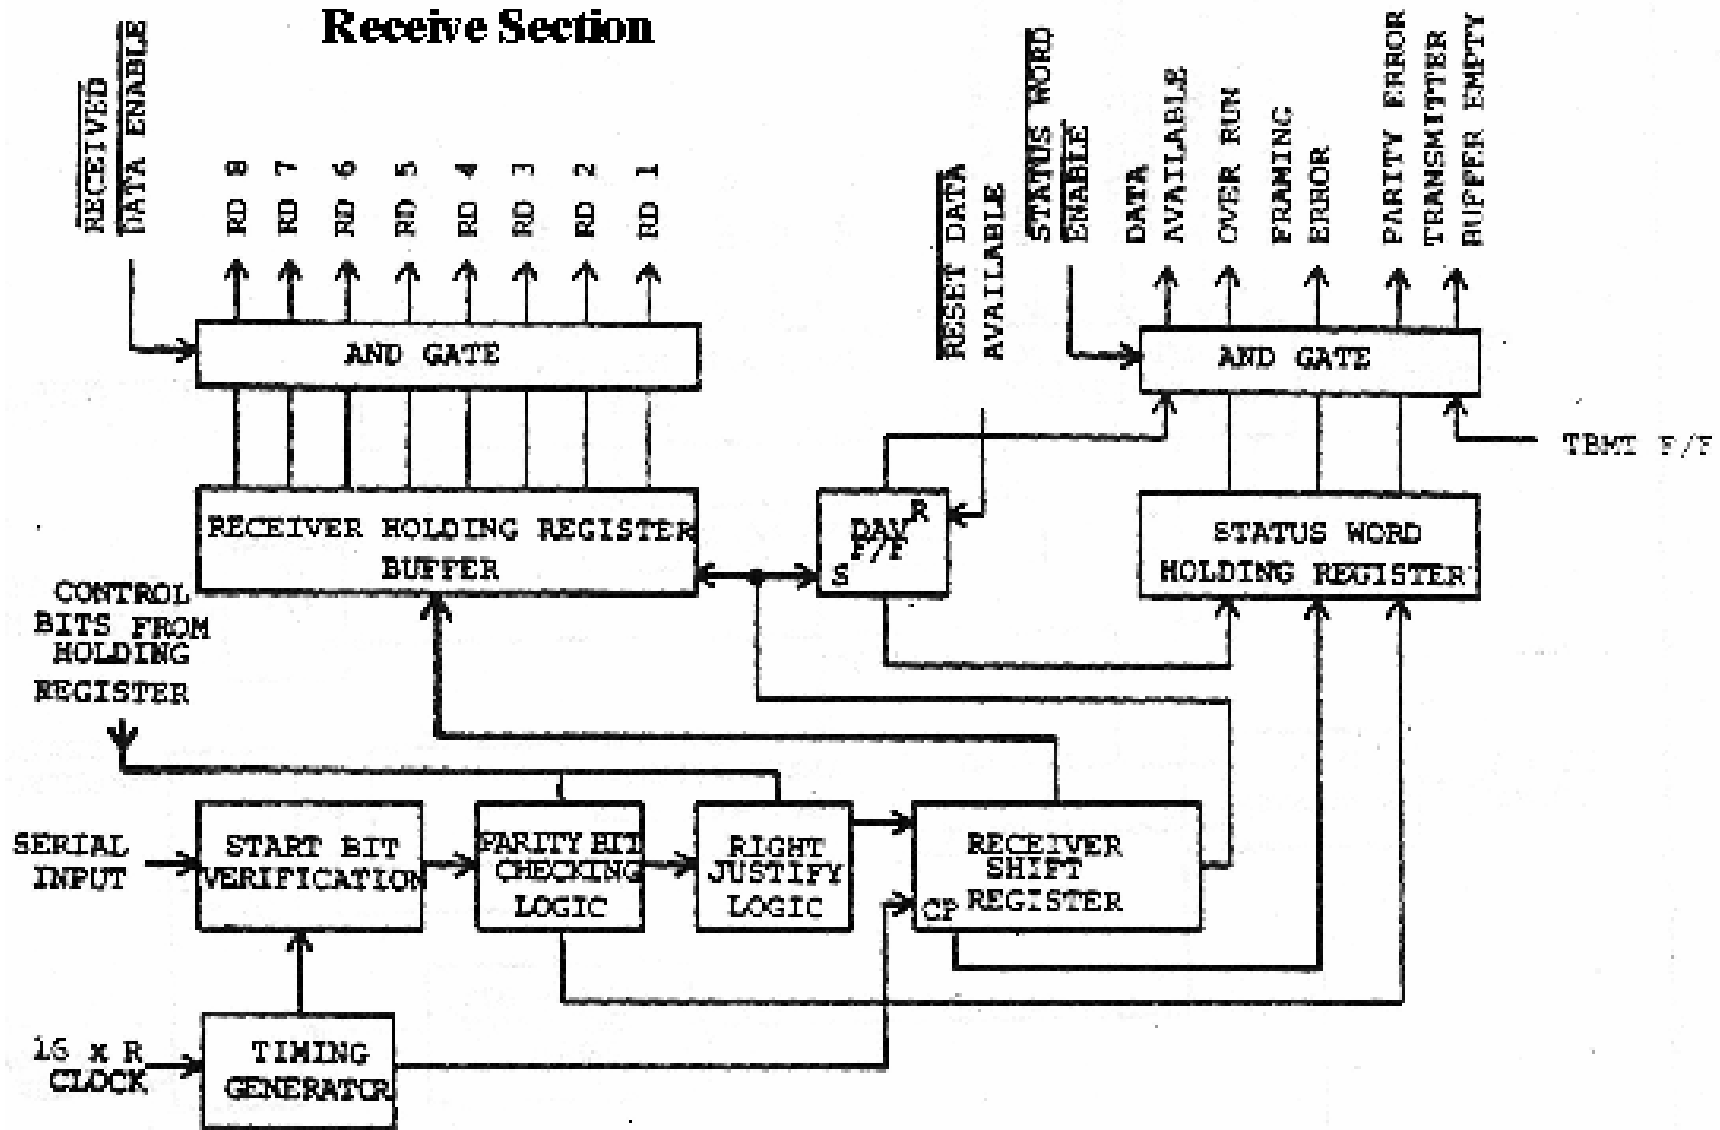 Receive Section
RECEIVED
DATA ENABLE
RD 8
RD 7
RD 6
RD 5
RD 4
RD 3
RD 2
RD 1
RESET DATA
AVAILABLE
STATUS WORD
ENABLE
DATA
AVAILABLE
OVER RUN
FRAMING
ERROR
PARITY ERROR
TRANSMITTER
BUFFER EMPTY
AND GATE
AND GATE
TBMT F/F
RECEIVER HOLDING REGISTER
BUFFER
DAV
F/F
R
S
STATUS WORD
HOLDING REGISTER
CONTROL
BITS FROM
HOLDING
REGISTER
SERIAL
INPUT
START BIT
VERIFICATION
PARITY BIT
CHECKING
LOGIC
RIGHT
JUSTIFY
LOGIC
RECEIVER
SHIFT
REGISTER
CP
16 x R
CLOCK
TIMING
GENERATOR